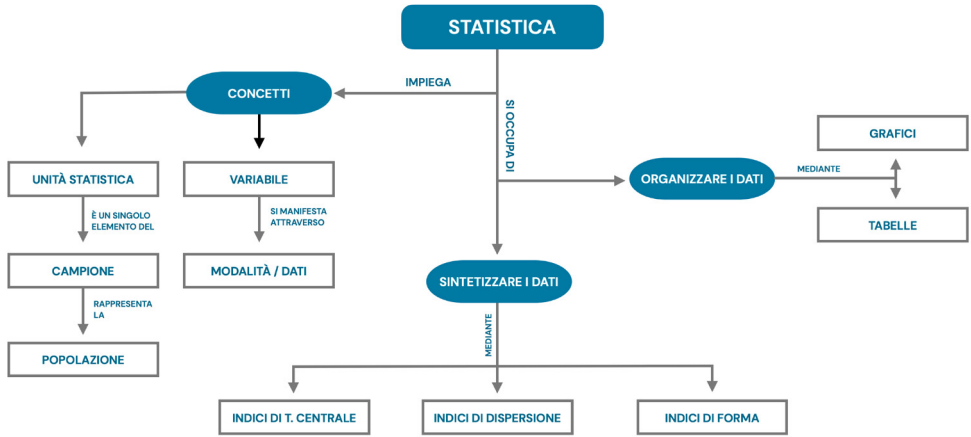 STATISTICA
IMPIEGA
CONCETTI
SI OCCUPA DI
GRAFICI
UNITÀ STATISTICA
VARIABILE
ORGANIZZARE I DATI
MEDIANTE
È UN SINGOLO
ELEMENTO DEL
SI MANIFESTA
ATTRAVERSO
TABELLE
CAMPIONE
MODALITÀ / DATI
SINTETIZZARE I DATI
RAPPRESENTA
LA
MEDIANTE
POPOLAZIONE
INDICI DI T. CENTRALE
INDICI DI DISPERSIONE
INDICI DI FORMA